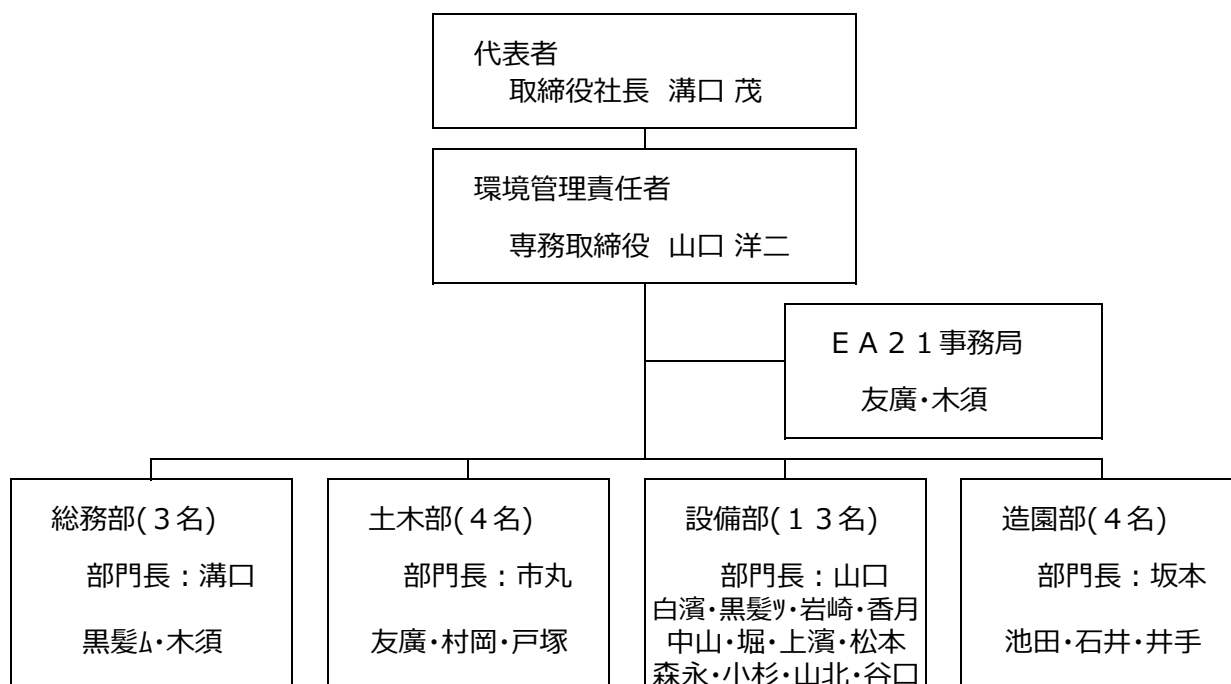 代表者
取締役社長 溝口 茂
環境管理責任者
専務取締役 山口 洋二
ＥＡ２１事務局
友廣･木須
総務部(３名)
部門長：溝口
黒髪ﾑ･木須
土木部(４名)
部門長：市丸
友廣･村岡･戸塚
設備部(１３名)
部門長：山口
白濱･黒髪ﾂ･岩崎･香月
中山･堀･上濱･松本
森永･小杉･山北･谷口
造園部(４名)
部門長：坂本
池田･石井･井手